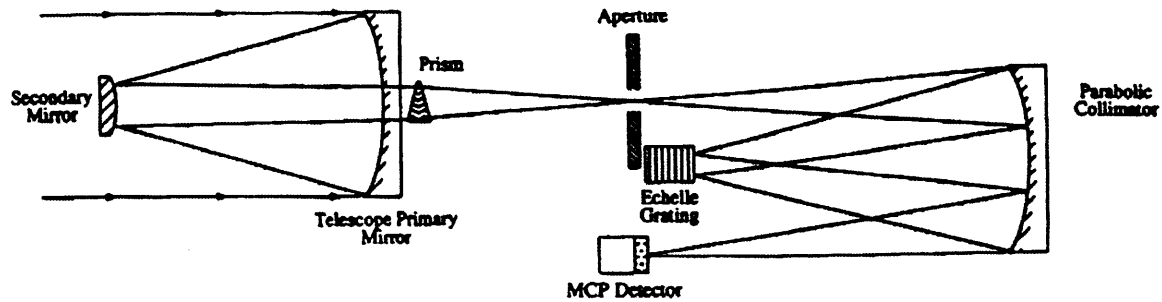 Aperture
Prism
Secondary
Mirror
Parabolic
Collimator
Echelle
Grating
Telescope Primary
Mirror
MCP Detector